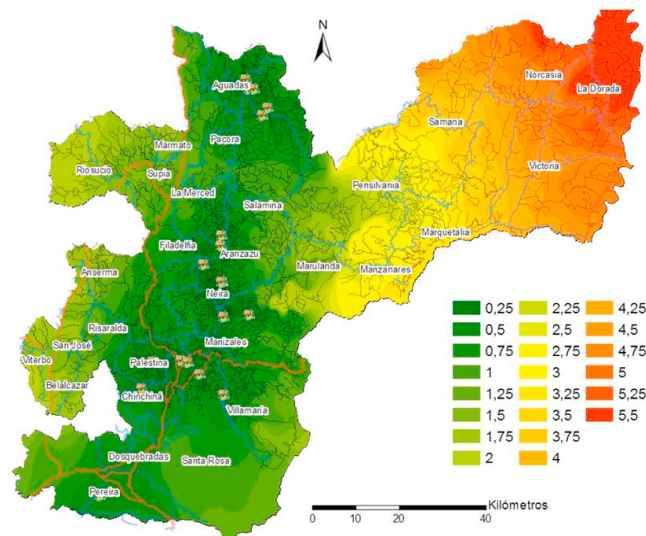 N
Norcasia
La Dorada
Aguadas
Samana
Pacora
Marmato
Victoria
Riosucio
Supia
La Merced
Pensilvania
Salamina
Marquetalia
Filadelfia
Aranzazu
Marulanda
Manzanares
Anserma
Neira
Risaralda
San José
Manizales
Viterbo
Palestina
Belalcazar
Chinchina
Villamaria
Dosquebradas
Santa Rosa
Pereira
0,25 2,25 4,25
0,5 2,5 4,5
0,75 2,75 4,75
1 3 5
1,25 3,25 5,25
1,5 3,5 5,5
1,75 3,75
2 4
Kilómetros
0 10 20 40